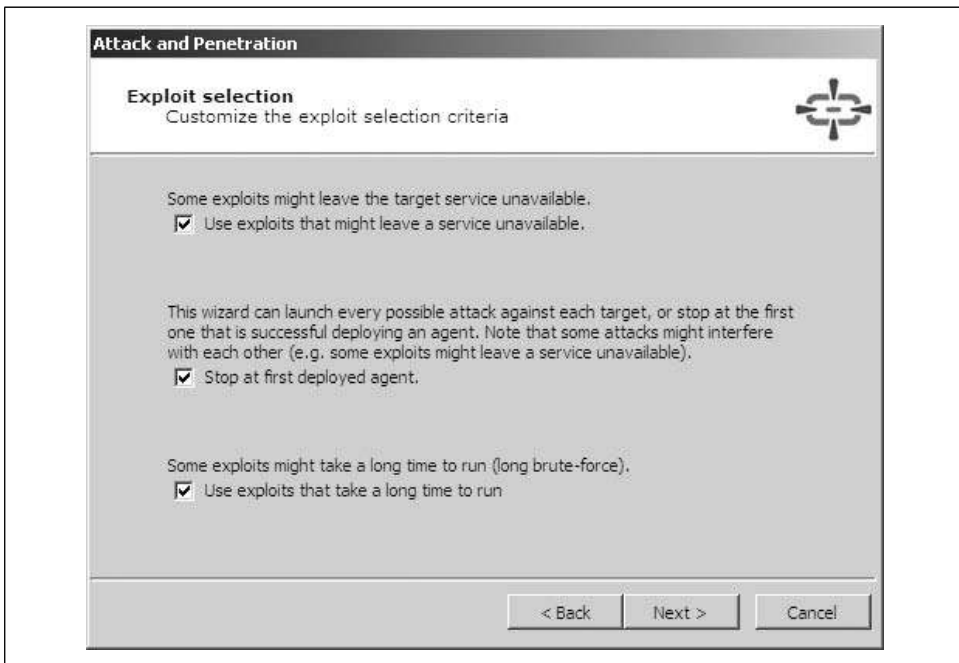 Attack and Penetration
Exploit selection
Customize the exploit selection criteria
Some exploits might leave the target service unavailable.
Use exploits that might leave a service unavailable.
This wizard can launch every possible attack against each target, or stop at the first
one that is successful deploying an agent. Note that some attacks might interfere
with each other (e.g. some exploits might leave a service unavailable).
Stop at first deployed agent.
Some exploits might take a long time to run (long brute-force).
Use exploits that take a long time to run
< Back
Next >
Cancel